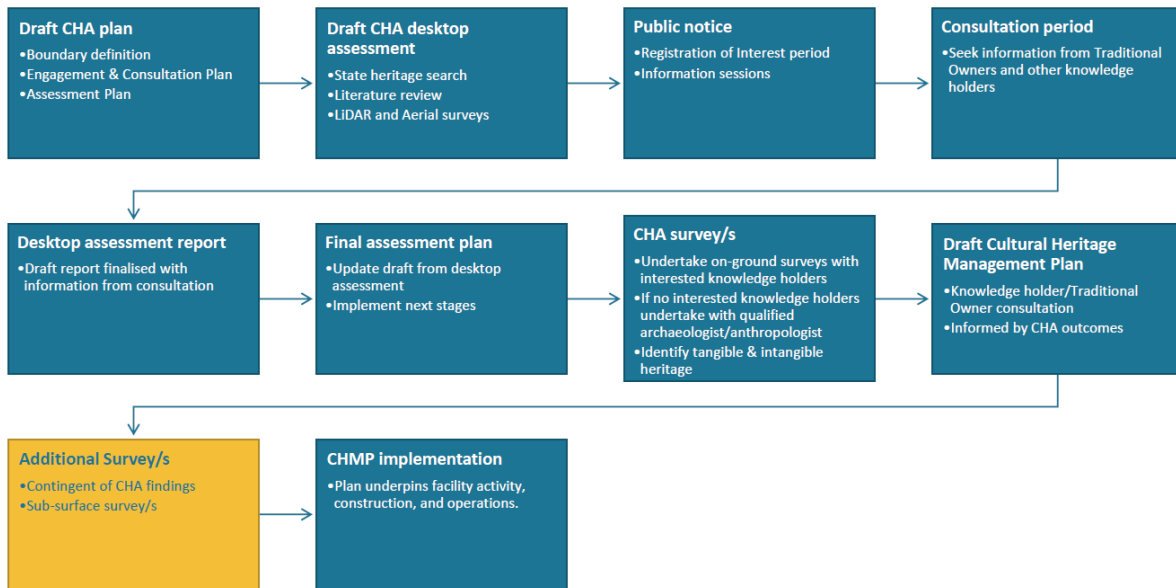 Draft CHA plan
•Boundary definition
•Engagement & Consultation Plan
•Assessment Plan
Draft CHA desktop
assessment
•State heritage search
•Literature review
•LiDAR and Aerial surveys
Public notice
•Registration of Interest period
•Information sessions
Consultation period
•Seek information from Traditional
Owners and other knowledge
holders
Desktop assessment report
•Draft report finalised with
information from consultation
Final assessment plan
•Update draft from desktop
assessment
•Implement next stages
CHA survey/s
•Undertake on-ground surveys with
interested knowledge holders
•If no interested knowledge holders
undertake with qualified
archaeologist/anthropologist
•Identify tangible & intangible
heritage
Draft Cultural Heritage
Management Plan
•Knowledge holder/Traditional
Owner consultation
•Informed by CHA outcomes
Additional Survey/s
•Contingent of CHA findings
•Sub-surface survey/s
CHMP implementation
•Plan underpins facility activity,
construction, and operations.